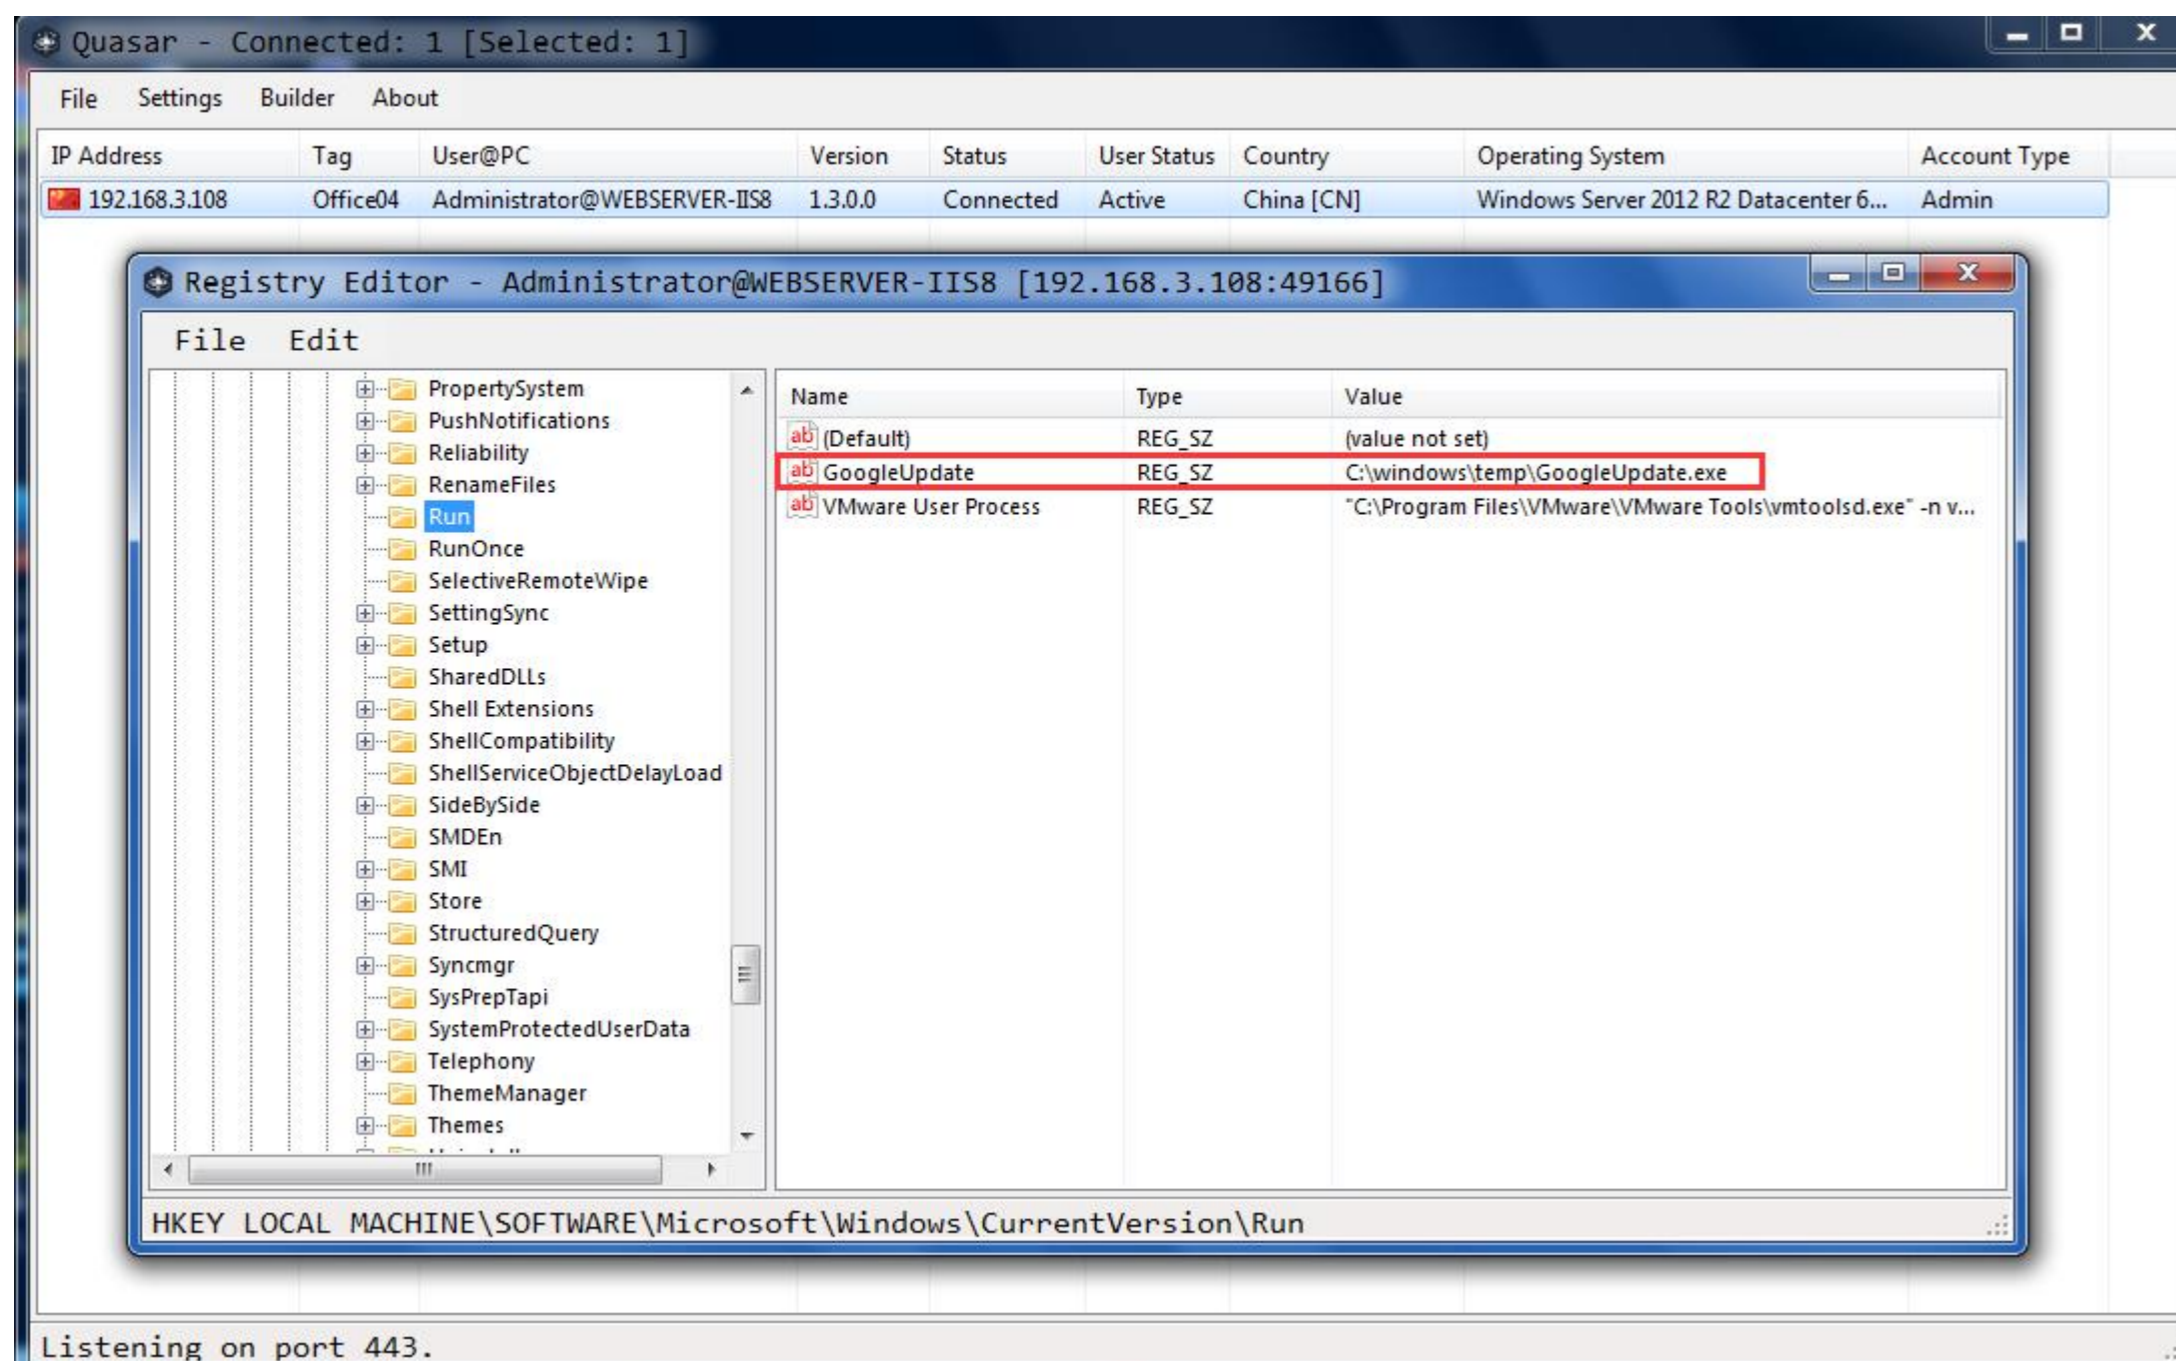 Quasar - Connected: 1 [Selected: 1]
File Settings Builder About
IP Address Tag User@PC Version Status User Status Country Operating System Account Type
192.168.3.108 Office04 Administrator@WEBSERVER-IIS8 1.3.0.0 Connected Active China [CN] Windows Server 2012 R2 Datacenter 6... Admin
Registry Editor - Administrator@WEBSERVER-IIS8 [192.168.3.108:49166]
File Edit
PropertySystem
PushNotifications
Reliability
RenameFiles
Run
RunOnce
SelectiveRemoteWipe
SettingSync
Setup
SharedDLLs
Shell Extensions
ShellCompatibility
ShellServiceObjectDelayLoad
SideBySide
SMDEn
SMI
Store
StructuredQuery
Syncmgr
SysPrepTapi
SystemProtectedUserData
Telephony
ThemeManager
Themes
Name Type Value
ab (Default) REG_SZ (value not set)
ab GoogleUpdate REG_SZ C:\windows\temp\GoogleUpdate.exe
ab VMware User Process REG_SZ "C:\Program Files\VMware\VMware Tools\vmtoolsd.exe" -n v...
HKEY LOCAL MACHINE\SOFTWARE\Microsoft\Windows\CurrentVersion\Run
Listening on port 443.